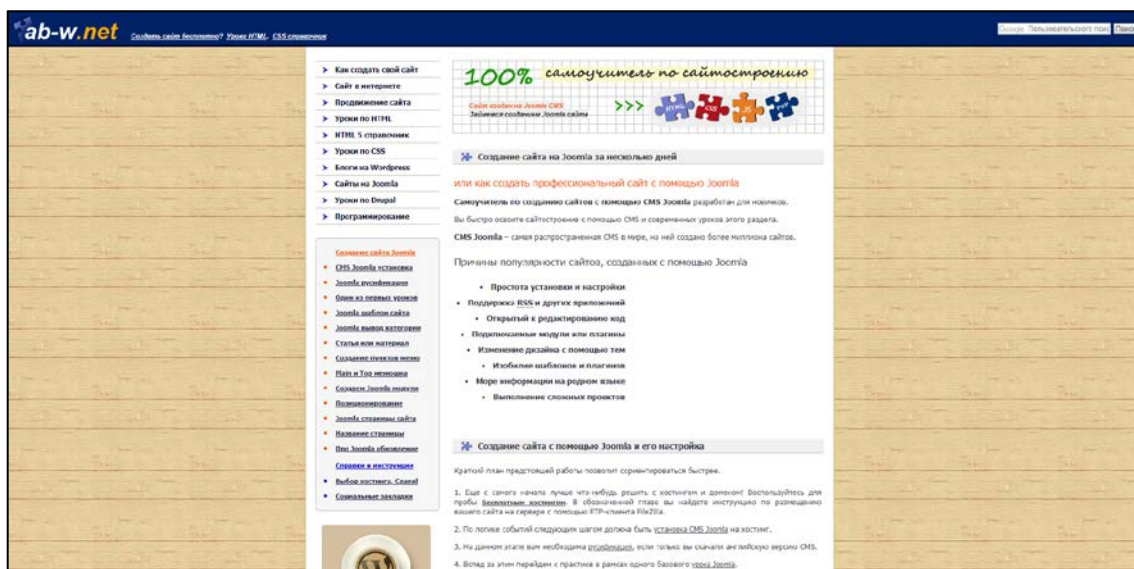 ab-w.net
Создать сайт бесплатно? Уроки HTML, CSS справочник
Google Пользовательского поис Поиск
Как создать свой сайт
Сайт в интернете
Продвижение сайта
Уроки по HTML
HTML 5 справочник
Уроки по CSS
Блоги на Wordpress
Сайты на Joomla
Уроки по Drupal
Программирование
Создание сайта Joomla
CMS Joomla установка
Joomla русификация
Один из первых уроков
Joomla шаблон сайта
Joomla вывод категории
Статья или материал
Создание пунктов меню
Main и Top менюшка
Создаем Joomla модули
Позиционирование
Joomla страницы сайта
Название страницы
Про Joomla обновление
Справки и инструкции
Выбор хостинга, Cpanel
Социальные закладки
100% самоучитель по сайтостроению
Сайт создан на Joomla CMS
Займемся созданием Joomla сайта
>>>
HTML CSS JS PHP
Создание сайта на Joomla за несколько дней
или как создать профессиональный сайт с помощью Joomla
Самоучитель по созданию сайтов с помощью CMS Joomla разработан для новичков.
Вы быстро освоите сайтостроение с помощью CMS и современных уроков этого раздела.
CMS Joomla – самая распространенная CMS в мире, на ней создано более миллиона сайтов.
Причины популярности сайтов, созданных с помощью Joomla
• Простота установки и настройки
• Поддержка RSS и других приложений
• Открытый к редактированию код
• Подключаемые модули или плагины
• Изменение дизайна с помощью тем
• Изобилие шаблонов и плагинов
• Море информации на родном языке
• Выполнение сложных проектов
Создание сайта с помощью Joomla и его настройка
Краткий план предстоящей работы позволит сориентироваться быстрее.
1. Еще с самого начала лучше что-нибудь решить с хостингом и доменом! Воспользуйтесь для
пробы бесплатным хостингом. В обозначенной главе вы найдете инструкцию по размещению
вашего сайта на сервере с помощью FTP-клиента FileZilla.
2. По логике событий следующим шагом должна быть установка CMS Joomla на хостинг.
3. На данном этапе вам необходима русификация, если только вы скачали английскую версию CMS.
4. Вслед за этим перейдем к практике в рамках одного базового урока Joomla.